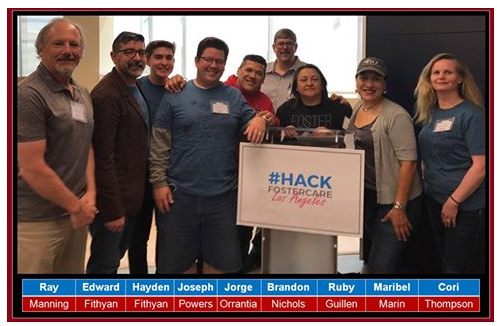 FOSTER
#HACK
FOSTERCARE
Los Angeles
Ray Edward Hayden Joseph Jorge Brandon Ruby Maribel Cori
Manning Fithyan Fithyan Powers Orrantia Nichols Guillen Marin Thompson